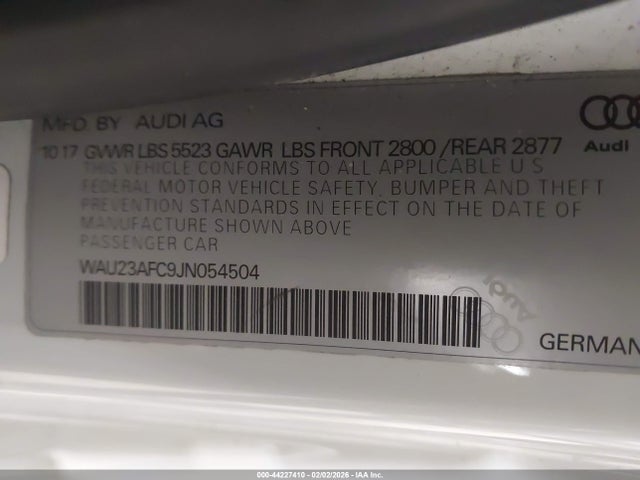 MFD. BY AUDI AG
10 17 GVWR LBS 5523 GAWR LBS FRONT 2800 /REAR 2877
THIS VEHICLE CONFORMS TO ALL APPLICABLE U S
FEDERAL MOTOR VEHICLE SAFETY, BUMPER AND THEFT
PREVENTION STANDARDS IN EFFECT ON THE DATE OF
MANUFACTURE SHOWN ABOVE
PASSENGER CAR
WAU23AFC9JN054504
Audi
Audi
GERMAN
000-44227410 - 02/02/2026 - IAA Inc.